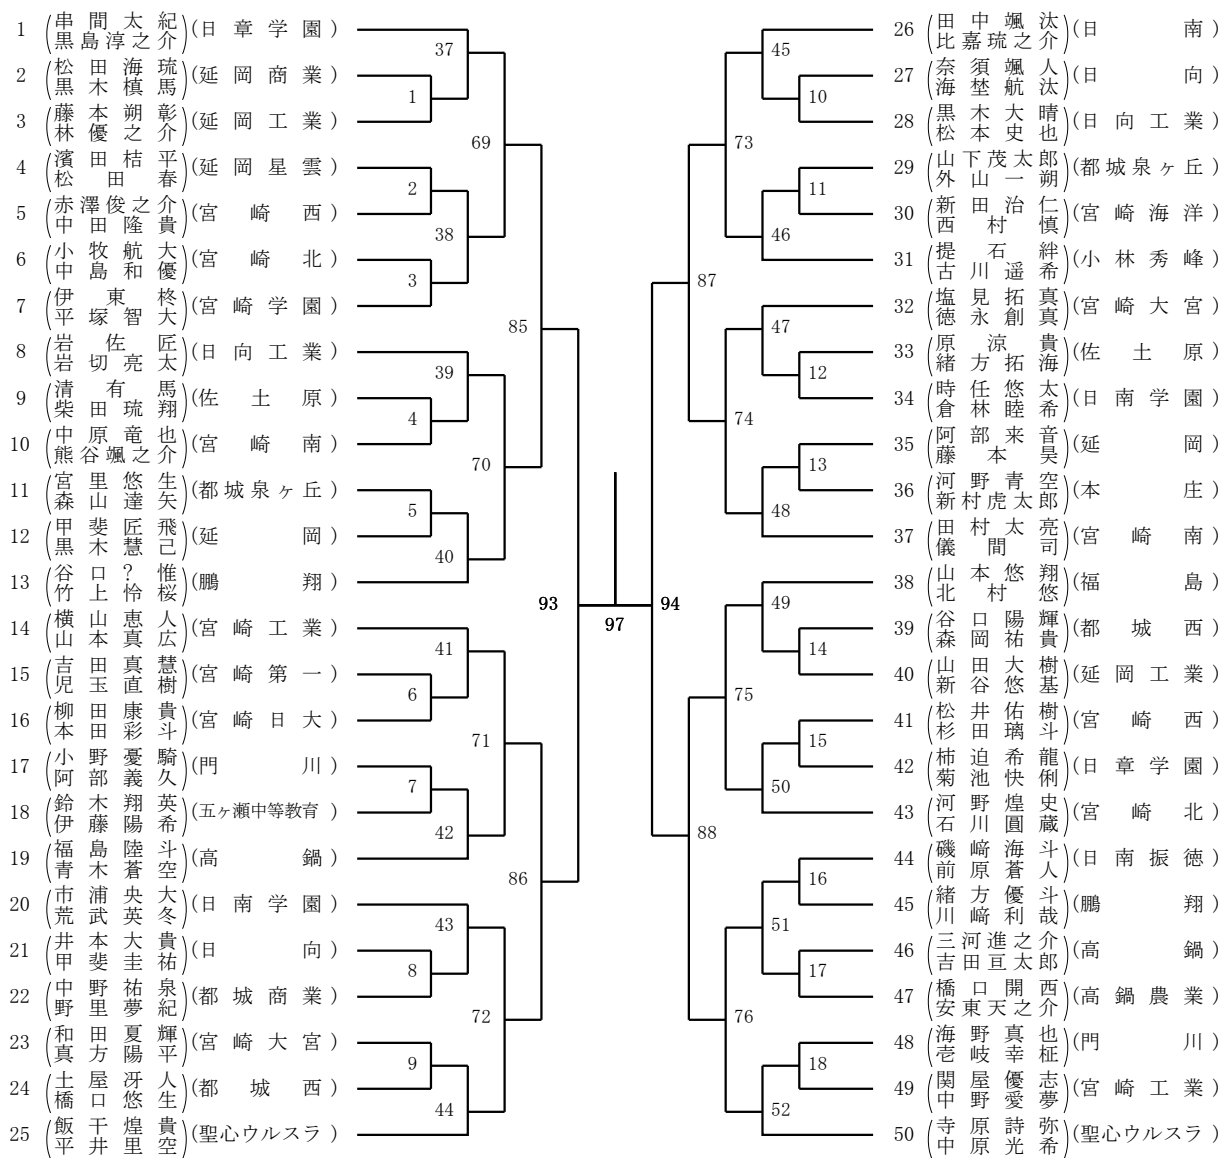 1 (串間太紀 黒島淳之介) (日章学園)
2 (松田海琉 黒木槙馬) (延岡商業)
3 (藤本朔彰 林優之介) (延岡工業)
4 (濱田桔平 松田春) (延岡星雲)
5 (赤澤俊之介 中田隆貴) (宮崎西)
6 (小牧航大 中島和優) (宮崎北)
7 (伊東柊 平塚智大) (宮崎学園)
8 (岩佐匠 岩切亮太) (日向工業)
9 (清有馬 柴田琉翔) (佐土原)
10 (中原竜也 熊谷颯之介) (宮崎南)
11 (宮里悠生 森山達矢) (都城泉ヶ丘)
12 (甲斐匠飛 黒木慧己) (延岡)
13 (谷口?惟 竹上怜桜) (鵬翔)
14 (横山恵人 山本真広) (宮崎工業)
15 (吉田真慧 児玉直樹) (宮崎第一)
16 (柳田康貴 本田彩斗) (宮崎日大)
17 (小野憂騎 阿部義久) (門川)
18 (鈴木翔英 伊藤陽希) (五ヶ瀬中等教育)
19 (福島陸斗 青木蒼空) (高鍋)
20 (市浦央大 荒武英冬) (日南学園)
21 (井本大貴 甲斐圭祐) (日向)
22 (中野祐泉 野里夢紀) (都城商業)
23 (和田夏輝 真方陽平) (宮崎大宮)
24 (土屋冴人 橋口悠生) (都城西)
25 (飯干煌貴 平井里空) (聖心ウルスラ)
37
1
69
2
38
3
85
39
4
70
5
40
93
41
6
71
7
42
86
43
8
72
9
44
97
94
45
10
73
11
46
87
47
12
74
13
48
49
14
75
15
50
88
16
51
17
76
18
52
26 (田中颯汰 比嘉琉之介) (日南)
27 (奈須颯人 海埜航汰) (日向)
28 (黒木大晴 松本史也) (日向工業)
29 (山下茂太郎 外山一朔) (都城泉ヶ丘)
30 (新田治仁 西村慎) (宮崎海洋)
31 (提石絆 古川遥希) (小林秀峰)
32 (塩見拓真 徳永創真) (宮崎大宮)
33 (原涼貴 緒方拓海) (佐土原)
34 (時任悠太 倉林睦希) (日南学園)
35 (阿部来音 藤本昊) (延岡)
36 (河野青空 新村虎太郎) (本庄)
37 (田村太亮 儀間司) (宮崎南)
38 (山本悠翔 北村悠) (福島)
39 (谷口陽輝 森岡祐貴) (都城西)
40 (山田大樹 新谷悠基) (延岡工業)
41 (松井佑樹 杉田璃斗) (宮崎西)
42 (柿迫希龍 菊池快俐) (日章学園)
43 (河野煌史 石川圓蔵) (宮崎北)
44 (磯﨑海斗 前原蒼人) (日南振徳)
45 (緒方優斗 川﨑利哉) (鵬翔)
46 (三河進之介 吉田亘太郎) (高鍋)
47 (橋口開西 安東天之介) (高鍋農業)
48 (海野真也 壱岐幸柾) (門川)
49 (関屋優志 中野愛夢) (宮崎工業)
50 (寺原詩弥 中原光希) (聖心ウルスラ)